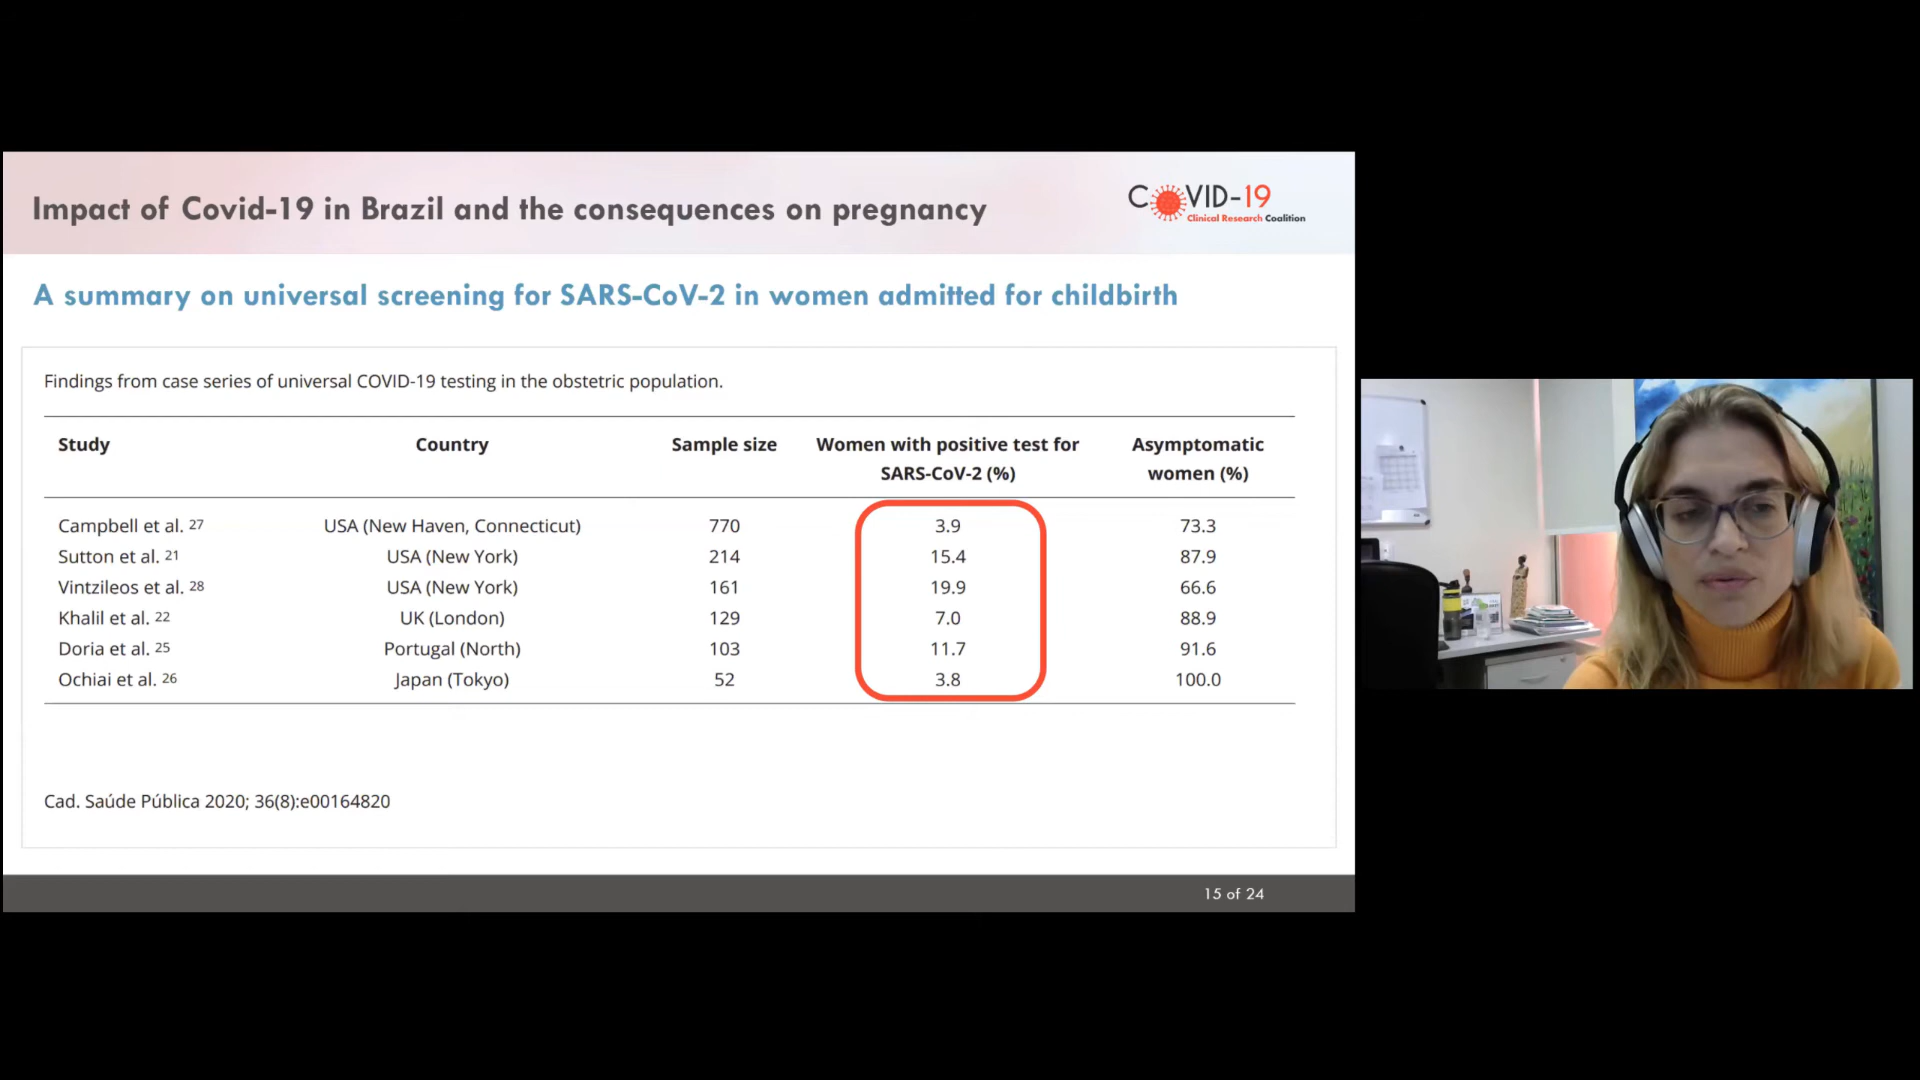 Impact of Covid-19 in Brazil and the consequences on pregnancy
COVID-19
Clinical Research Coalition
A summary on universal screening for SARS-CoV-2 in women admitted for childbirth
Findings from case series of universal COVID-19 testing in the obstetric population.
Study Country Sample size Women with positive test for SARS-CoV-2 (%) Asymptomatic women (%)
Campbell et al. 27 USA (New Haven, Connecticut) 770 3.9 73.3
Sutton et al. 21 USA (New York) 214 15.4 87.9
Vintzileos et al. 28 USA (New York) 161 19.9 66.6
Khalil et al. 22 UK (London) 129 7.0 88.9
Doria et al. 25 Portugal (North) 103 11.7 91.6
Ochiai et al. 26 Japan (Tokyo) 52 3.8 100.0
Cad. Saúde Pública 2020; 36(8):e00164820
15 of 24